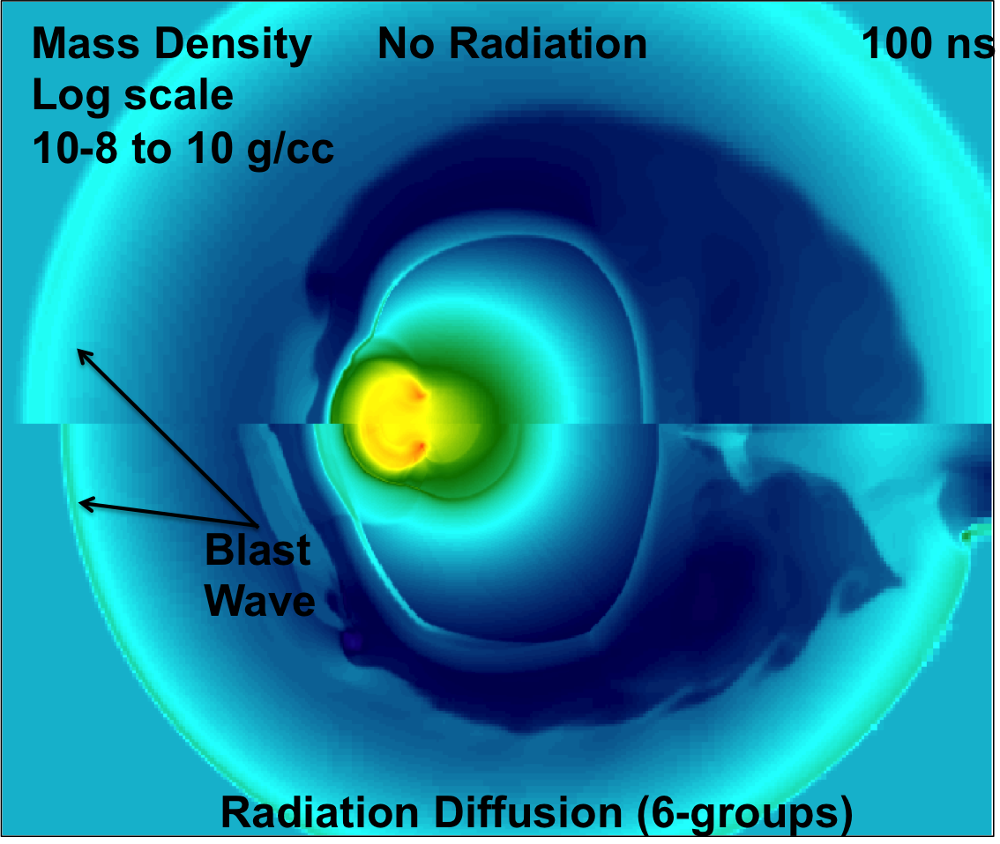 Mass Density
No Radiation
100 ns
Log scale
10-8 to 10 g/cc
Blast
Wave
Radiation Diffusion (6-groups)